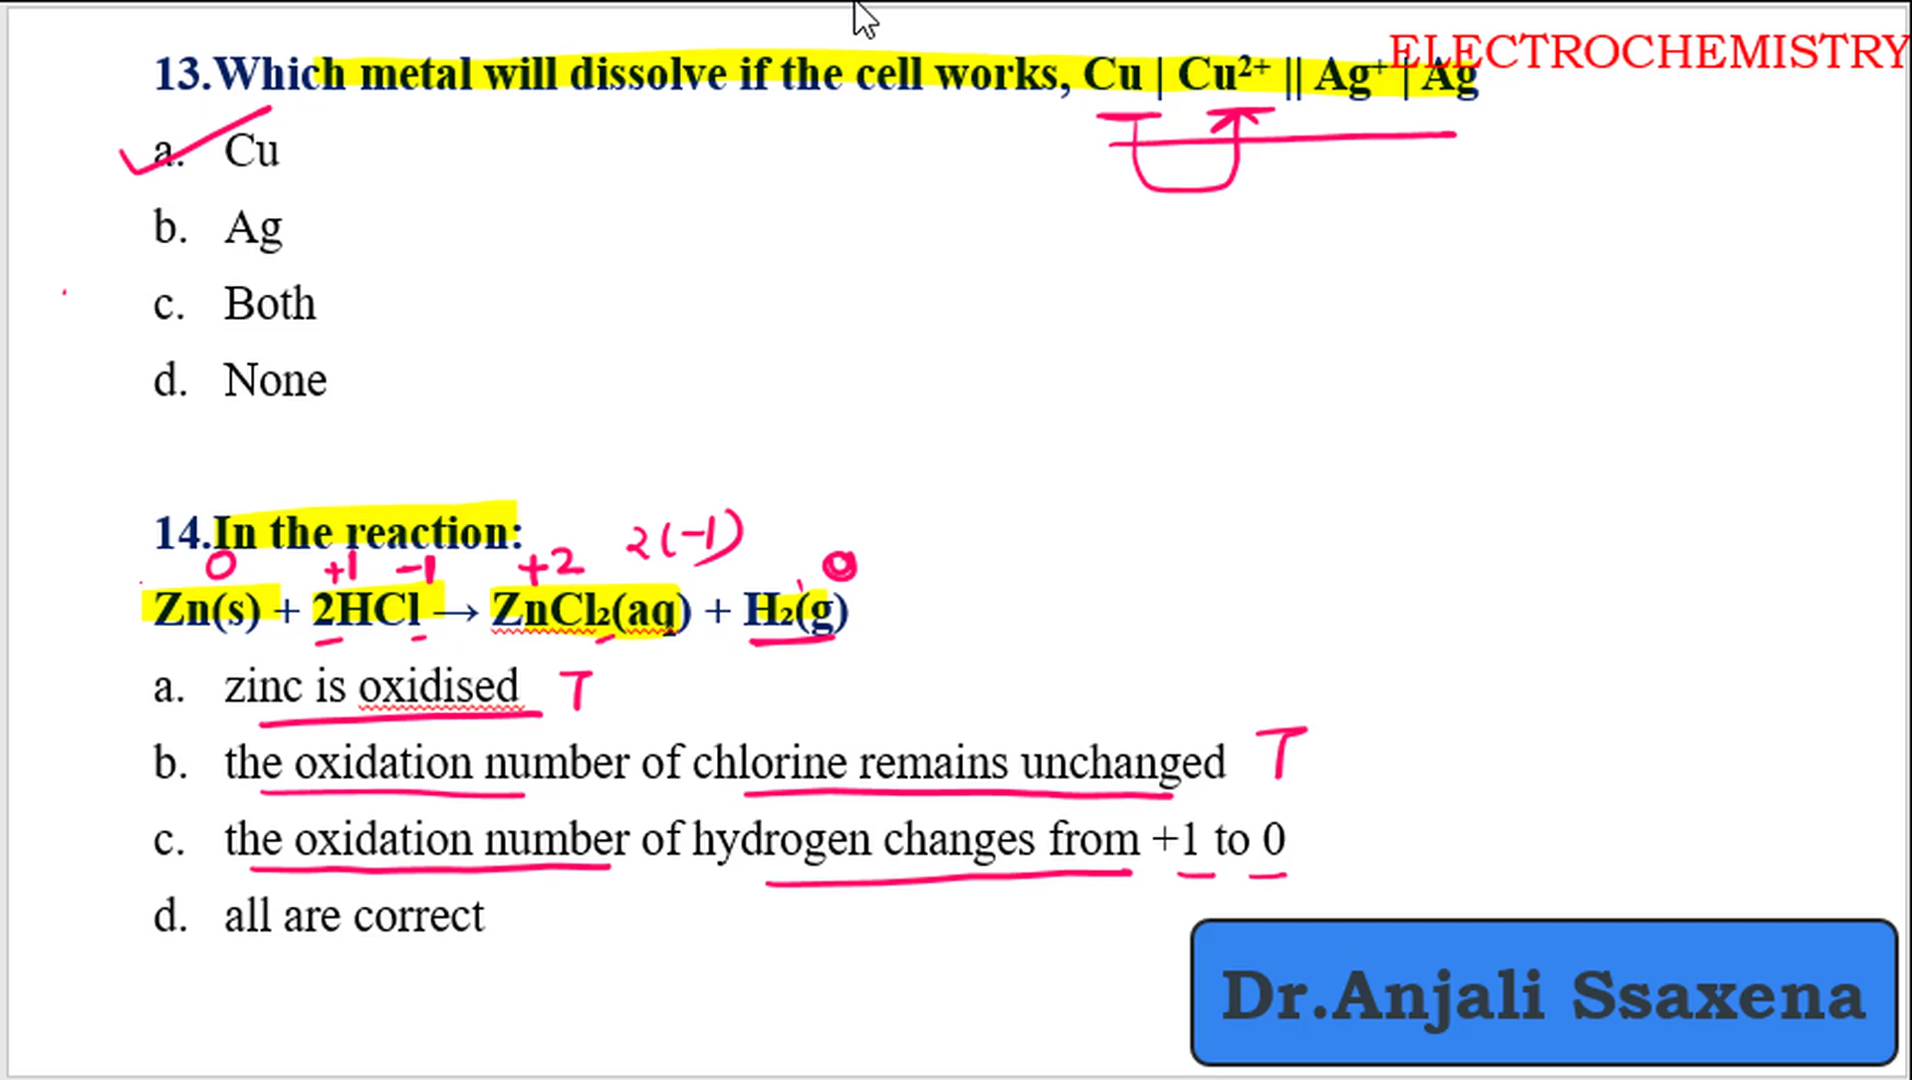 ELECTROCHEMISTRY
13.Which metal will dissolve if the cell works, Cu | Cu²⁺ || Ag⁺ | Ag
a. Cu
b. Ag
c. Both
d. None
14.In the reaction: 2(-1)
0 +1 -1 +2 0
Zn(s) + 2HCl → ZnCl₂(aq) + H₂(g)
a. zinc is oxidised T
b. the oxidation number of chlorine remains unchanged T
c. the oxidation number of hydrogen changes from +1 to 0
d. all are correct
Dr.Anjali Ssaxena